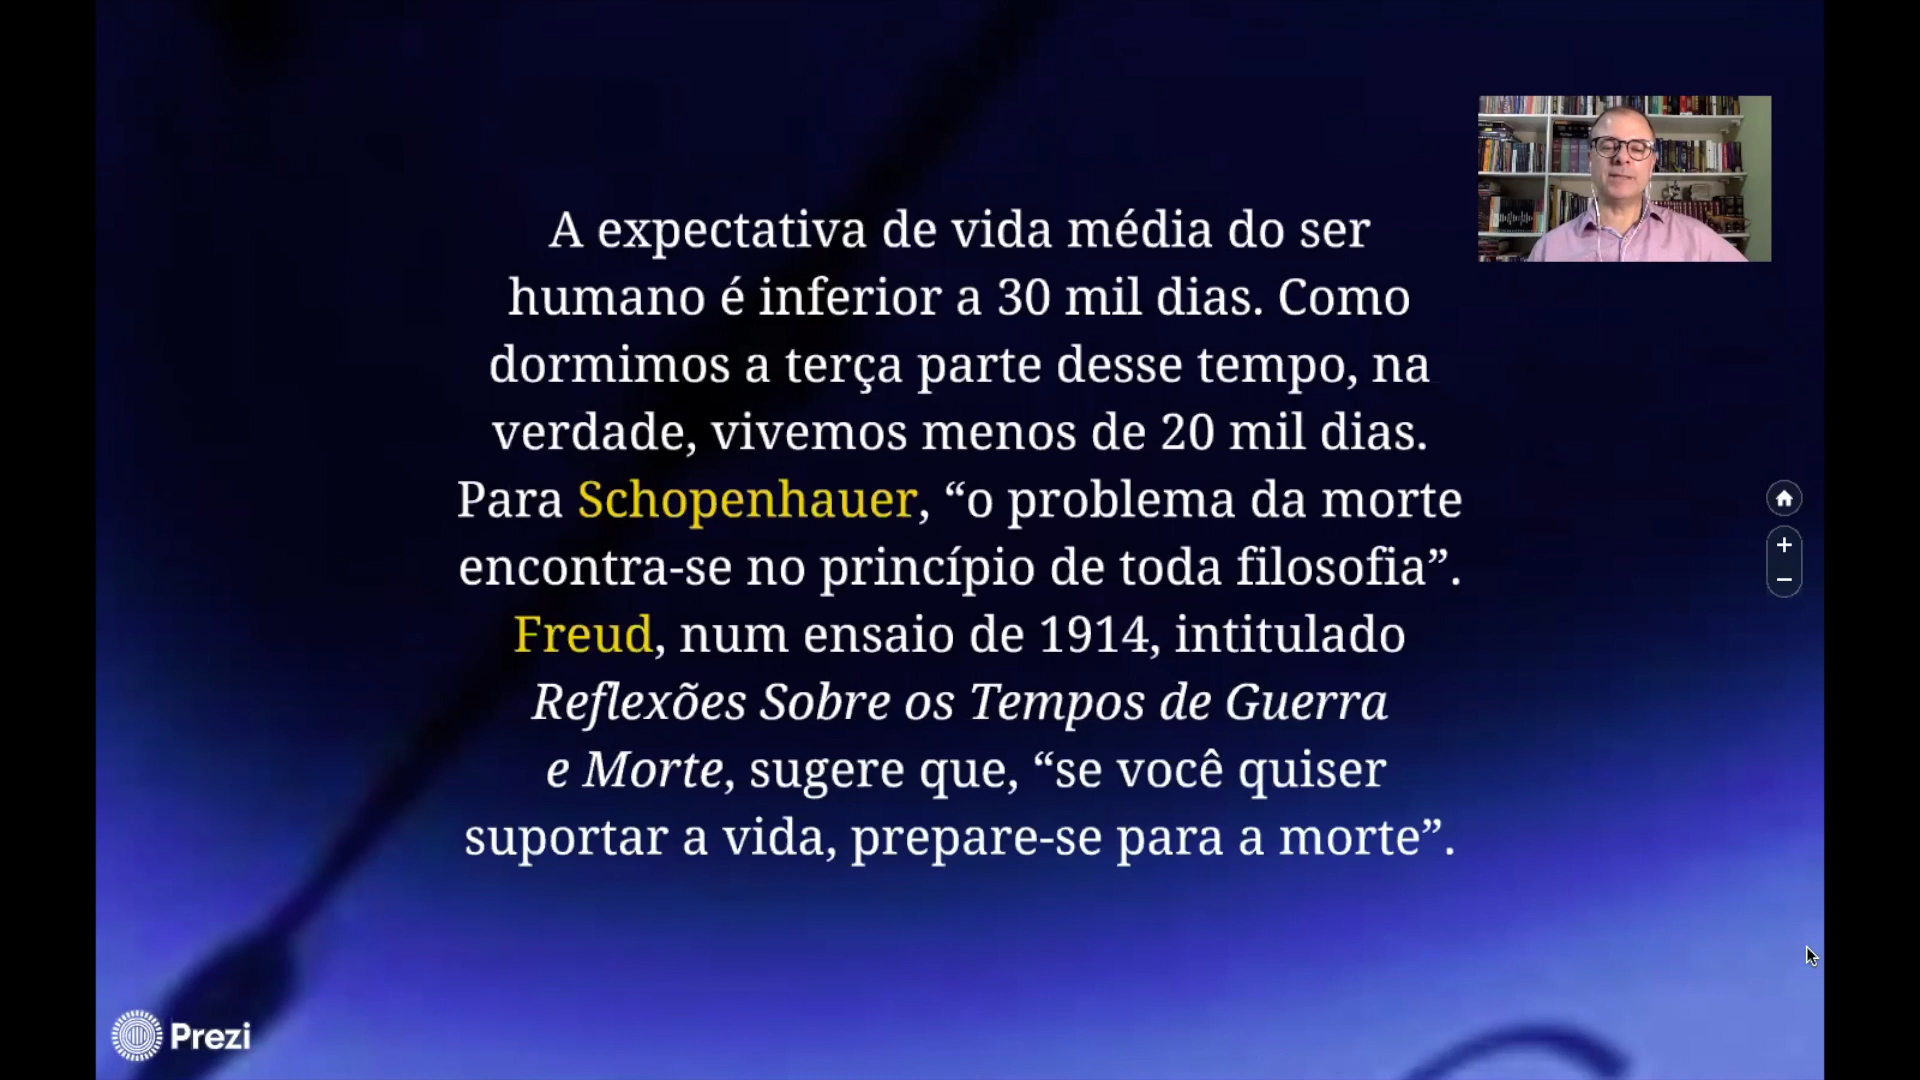 A expectativa de vida média do ser
humano é inferior a 30 mil dias. Como
dormimos a terça parte desse tempo, na
verdade, vivemos menos de 20 mil dias.
Para Schopenhauer, “o problema da morte
encontra-se no princípio de toda filosofia”.
Freud, num ensaio de 1914, intitulado
Reflexões Sobre os Tempos de Guerra
e Morte, sugere que, “se você quiser
suportar a vida, prepare-se para a morte”.
Prezi